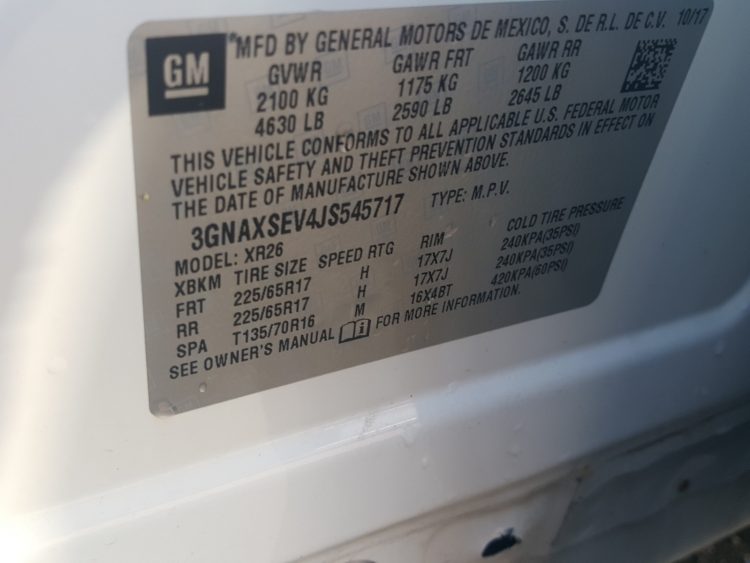 GM
®MFD BY GENERAL MOTORS DE MEXICO, S. DE R.L. DE C.V. 10/17
GVWR GAWR FRT GAWR RR
2100 KG 1175 KG 1200 KG
4630 LB 2590 LB 2645 LB
THIS VEHICLE CONFORMS TO ALL APPLICABLE U.S. FEDERAL MOTOR
VEHICLE SAFETY AND THEFT PREVENTION STANDARDS IN EFFECT ON
THE DATE OF MANUFACTURE SHOWN ABOVE.
3GNAXSEV4JS545717 TYPE: M.P.V.
MODEL: XR26
XBKM TIRE SIZE SPEED RTG RIM COLD TIRE PRESSURE
FRT 225/65R17 H 17X7J 240KPA(35PSI)
RR 225/65R17 H 17X7J 240KPA(35PSI)
SPA T135/70R16 M 16X4BT 420KPA(60PSI)
SEE OWNER'S MANUAL FOR MORE INFORMATION.